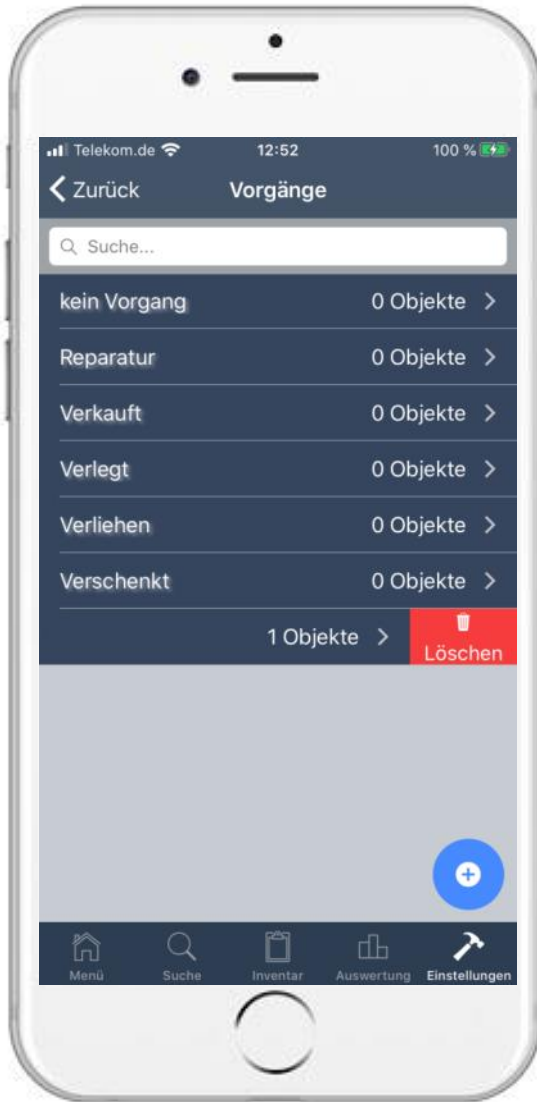 Telekom.de 12:52 100 %
Zurück Vorgänge
Suche...
kein Vorgang 0 Objekte
Reparatur 0 Objekte
Verkauft 0 Objekte
Verlegt 0 Objekte
Verliehen 0 Objekte
Verschenkt 0 Objekte
1 Objekte Löschen
Menü Suche Inventar Auswertung Einstellungen